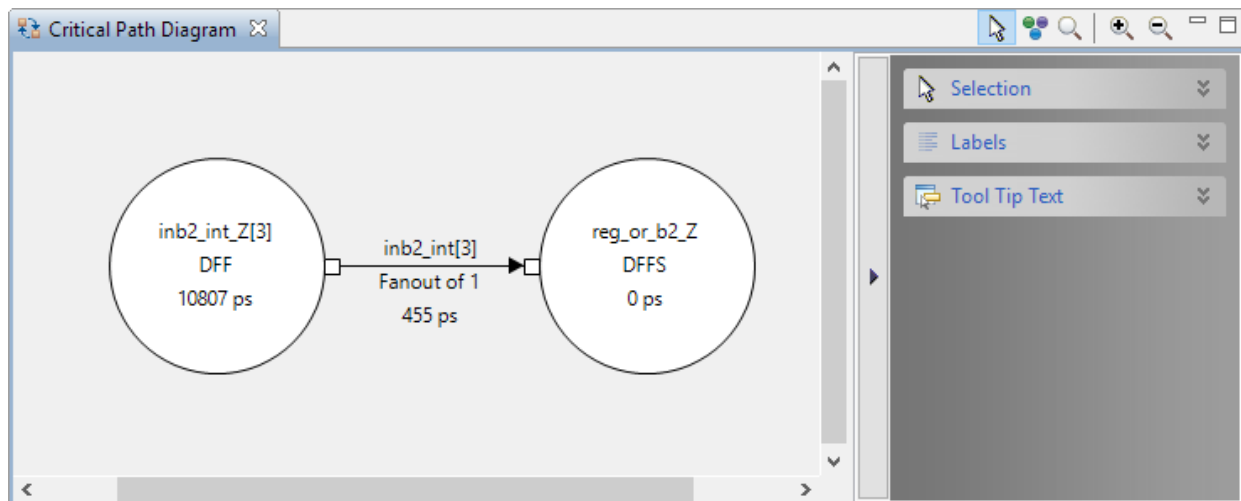 Critical Path Diagram
Selection
Labels
Tool Tip Text
inb2_int_Z[3]
DFF
10807 ps
inb2_int[3]
Fanout of 1
455 ps
reg_or_b2_Z
DFFS
0 ps